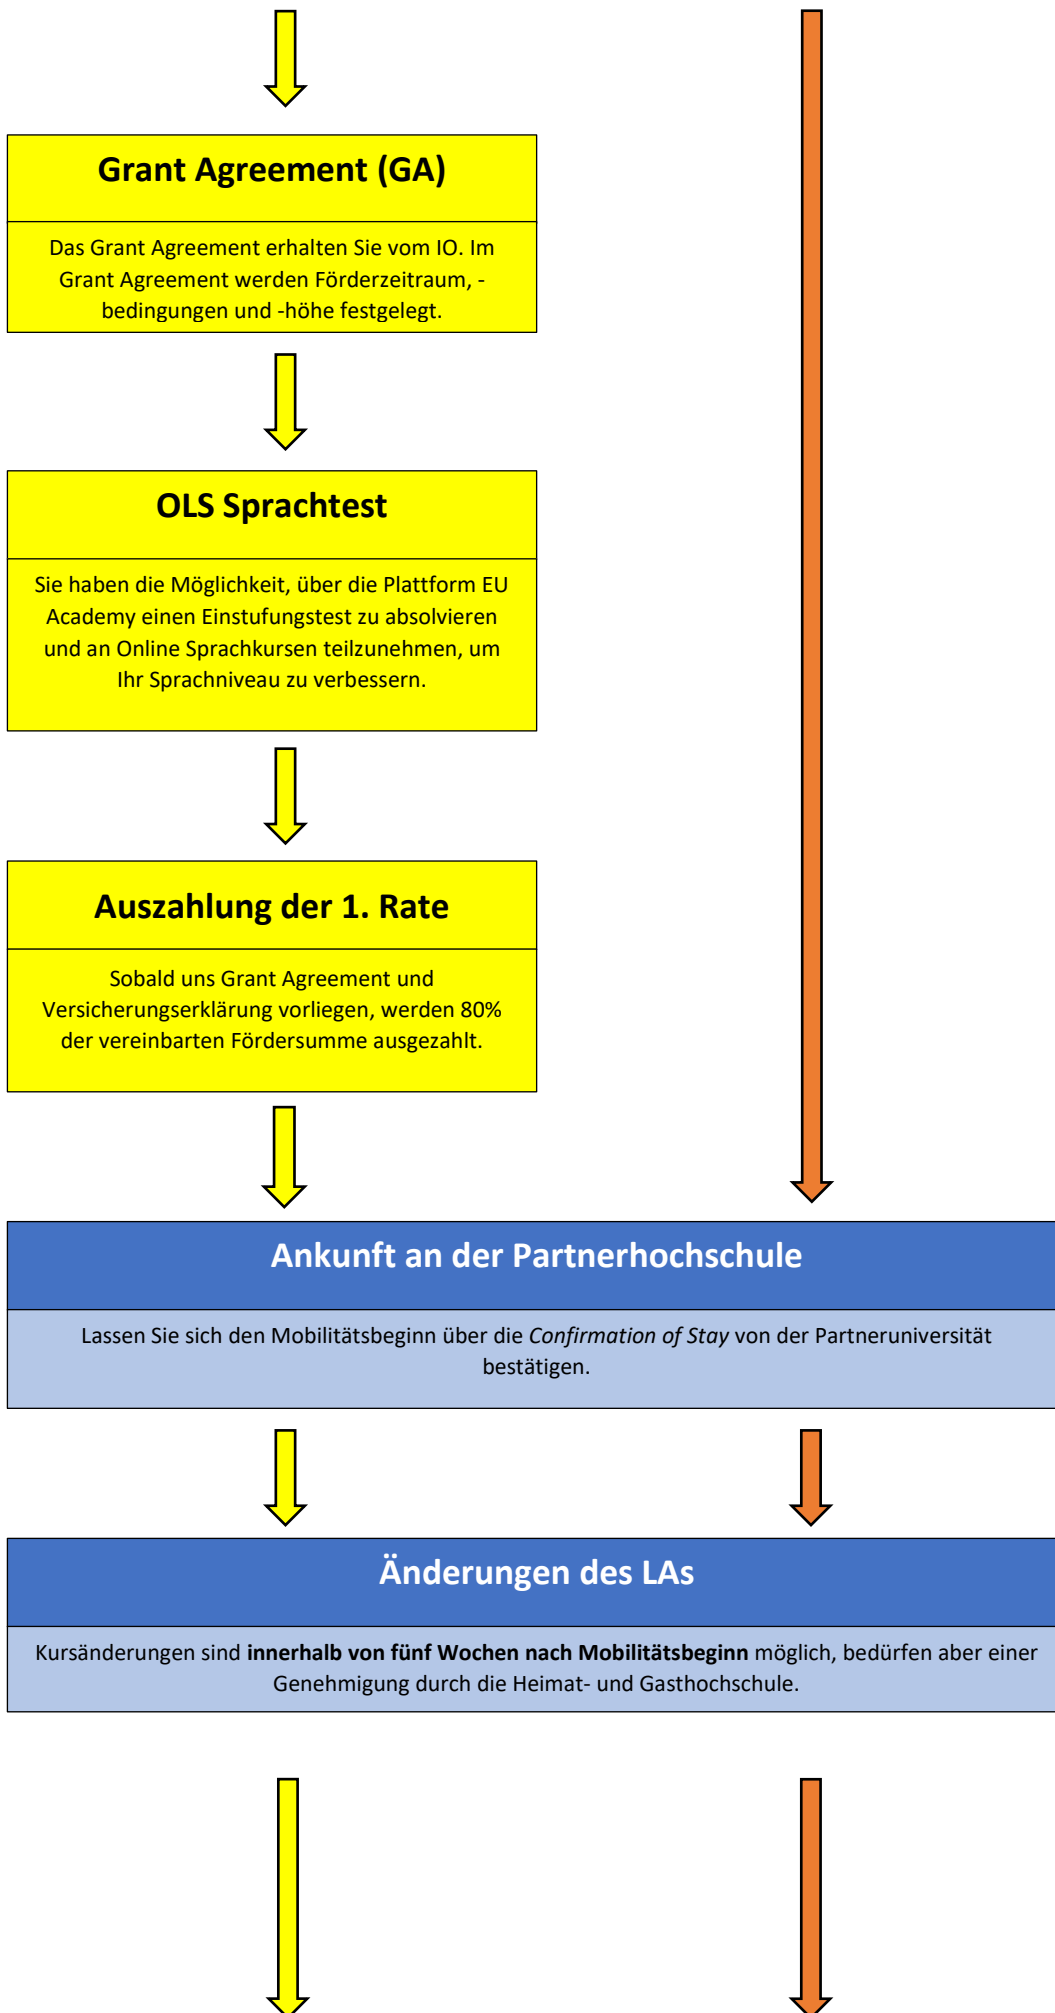 Grant Agreement (GA)
Das Grant Agreement erhalten Sie vom IO. Im
Grant Agreement werden Förderzeitraum, -
bedingungen und -höhe festgelegt.
OLS Sprachtest
Sie haben die Möglichkeit, über die Plattform EU
Academy einen Einstufungstest zu absolvieren
und an Online Sprachkursen teilzunehmen, um
Ihr Sprachniveau zu verbessern.
Auszahlung der 1. Rate
Sobald uns Grant Agreement und
Versicherungserklärung vorliegen, werden 80%
der vereinbarten Fördersumme ausgezahlt.
Ankunft an der Partnerhochschule
Lassen Sie sich den Mobilitätsbeginn über die Confirmation of Stay von der Partneruniversität
bestätigen.
Änderungen des LAs
Kursänderungen sind innerhalb von fünf Wochen nach Mobilitätsbeginn möglich, bedürfen aber einer
Genehmigung durch die Heimat- und Gasthochschule.